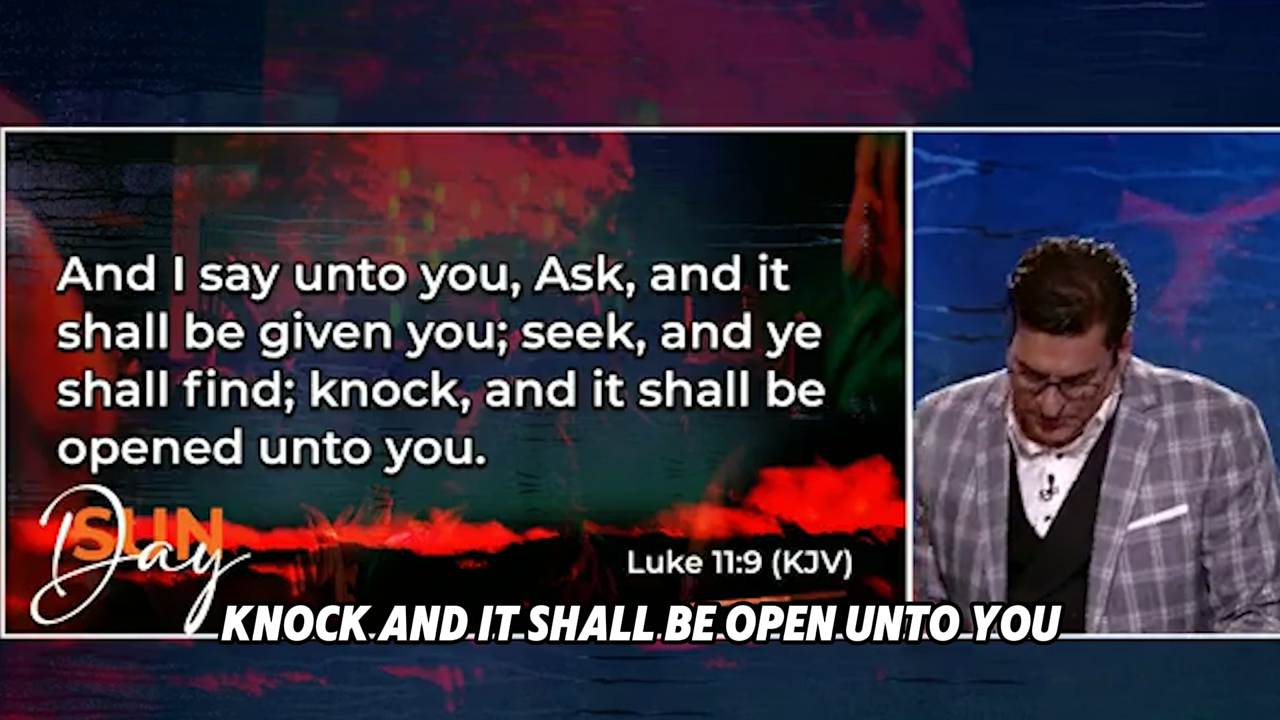 And I say unto you, Ask, and it
shall be given you; seek, and ye
shall find; knock, and it shall be
opened unto you.
SUN
Day
Luke 11:9 (KJV)
KNOCK AND IT SHALL BE OPEN UNTO YOU